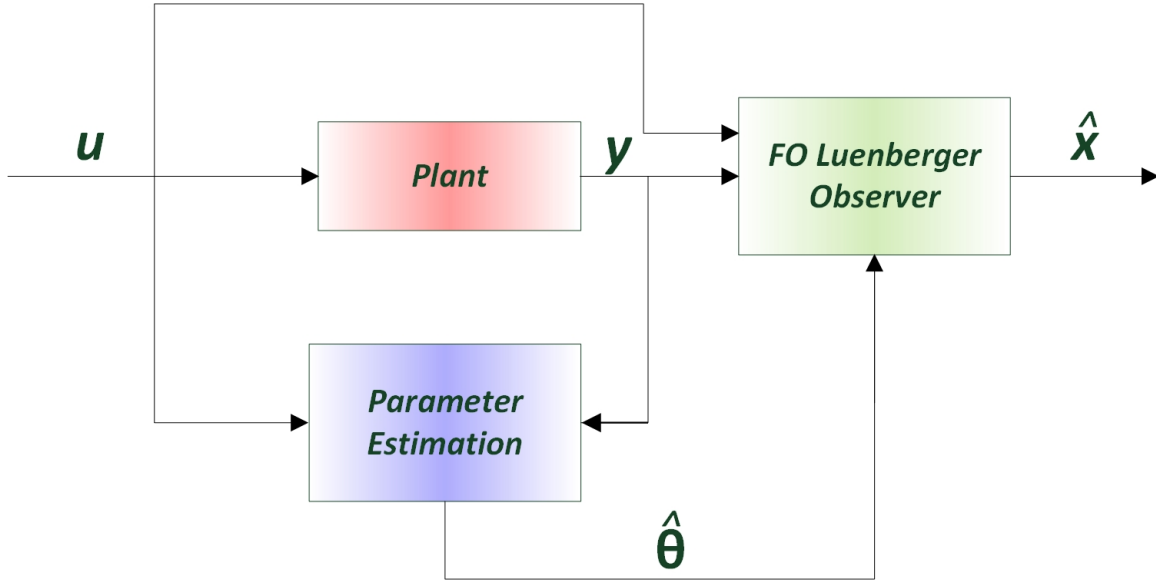 u
Plant
y
FO Luenberger
Observer
x̂
Parameter
Estimation
θ̂